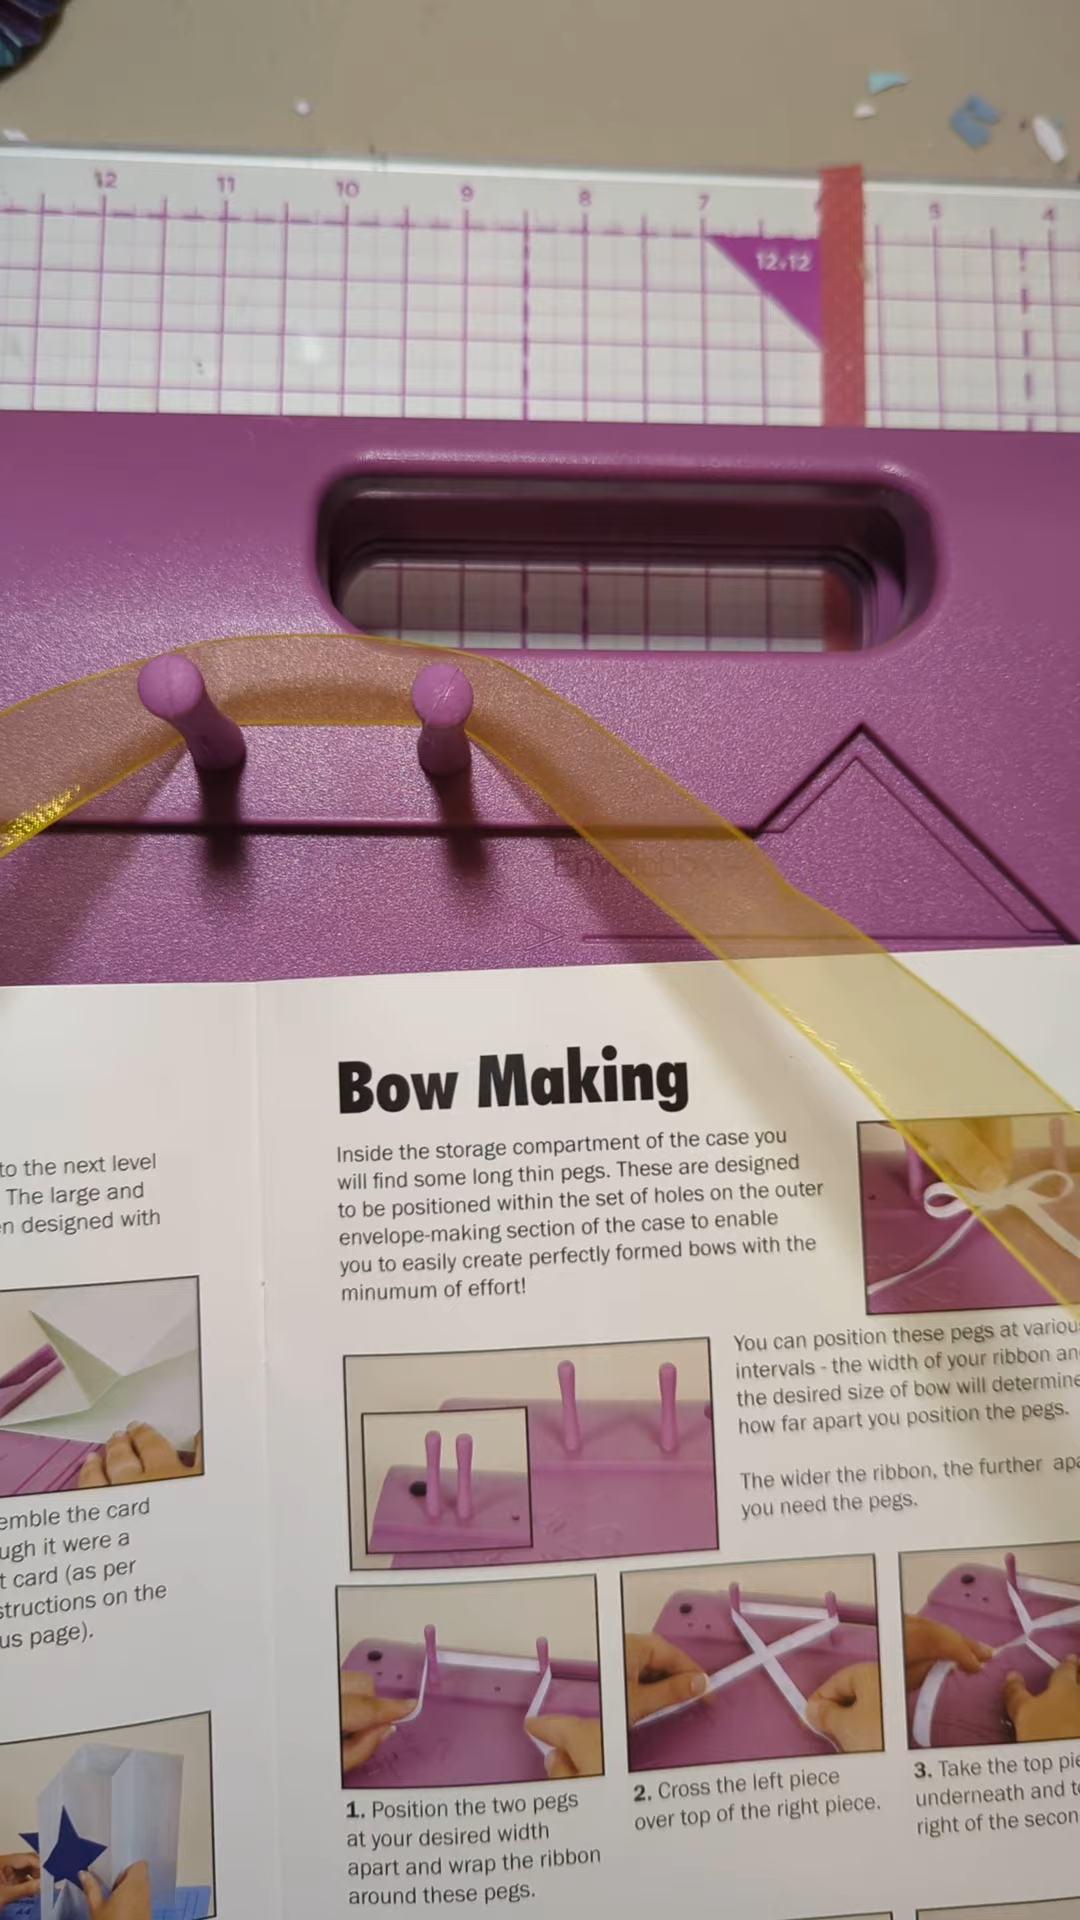 12 11 10 9 8 7 5 4
12x12
to the next level
The large and
designed with
emble the card
ugh it were a
t card (as per
structions on the
us page).
Bow Making
Inside the storage compartment of the case you
will find some long thin pegs. These are designed
to be positioned within the set of holes on the outer
envelope-making section of the case to enable
you to easily create perfectly formed bows with the
minumum of effort!
You can position these pegs at variou
intervals - the width of your ribbon an
the desired size of bow will determine
how far apart you position the pegs.
The wider the ribbon, the further apa
you need the pegs.
1. Position the two pegs
at your desired width
apart and wrap the ribbon
around these pegs.
2. Cross the left piece
over top of the right piece.
3. Take the top pie
underneath and t
right of the secon